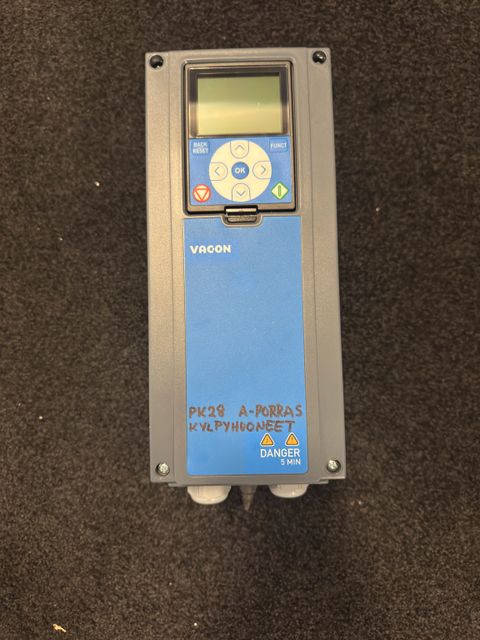 BACK
RESET
FUNCT
OK
VACON
PK28 A-PORRAS
KYLPYHUONEET
DANGER
5 MIN